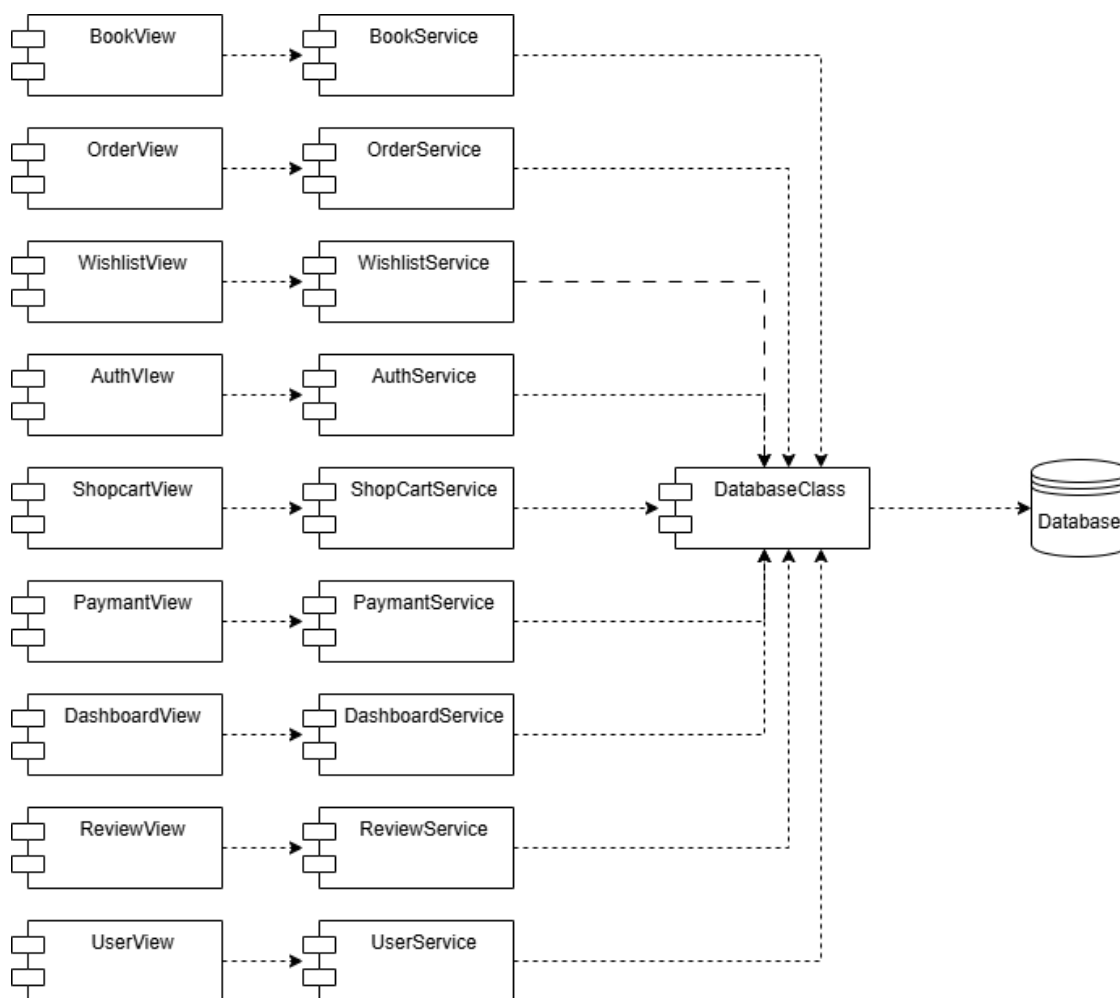 BookView
BookService
OrderView
OrderService
WishlistView
WishlistService
AuthVIew
AuthService
ShopcartView
ShopCartService
DatabaseClass
Database
PaymantView
PaymantService
DashboardView
DashboardService
ReviewView
ReviewService
UserView
UserService